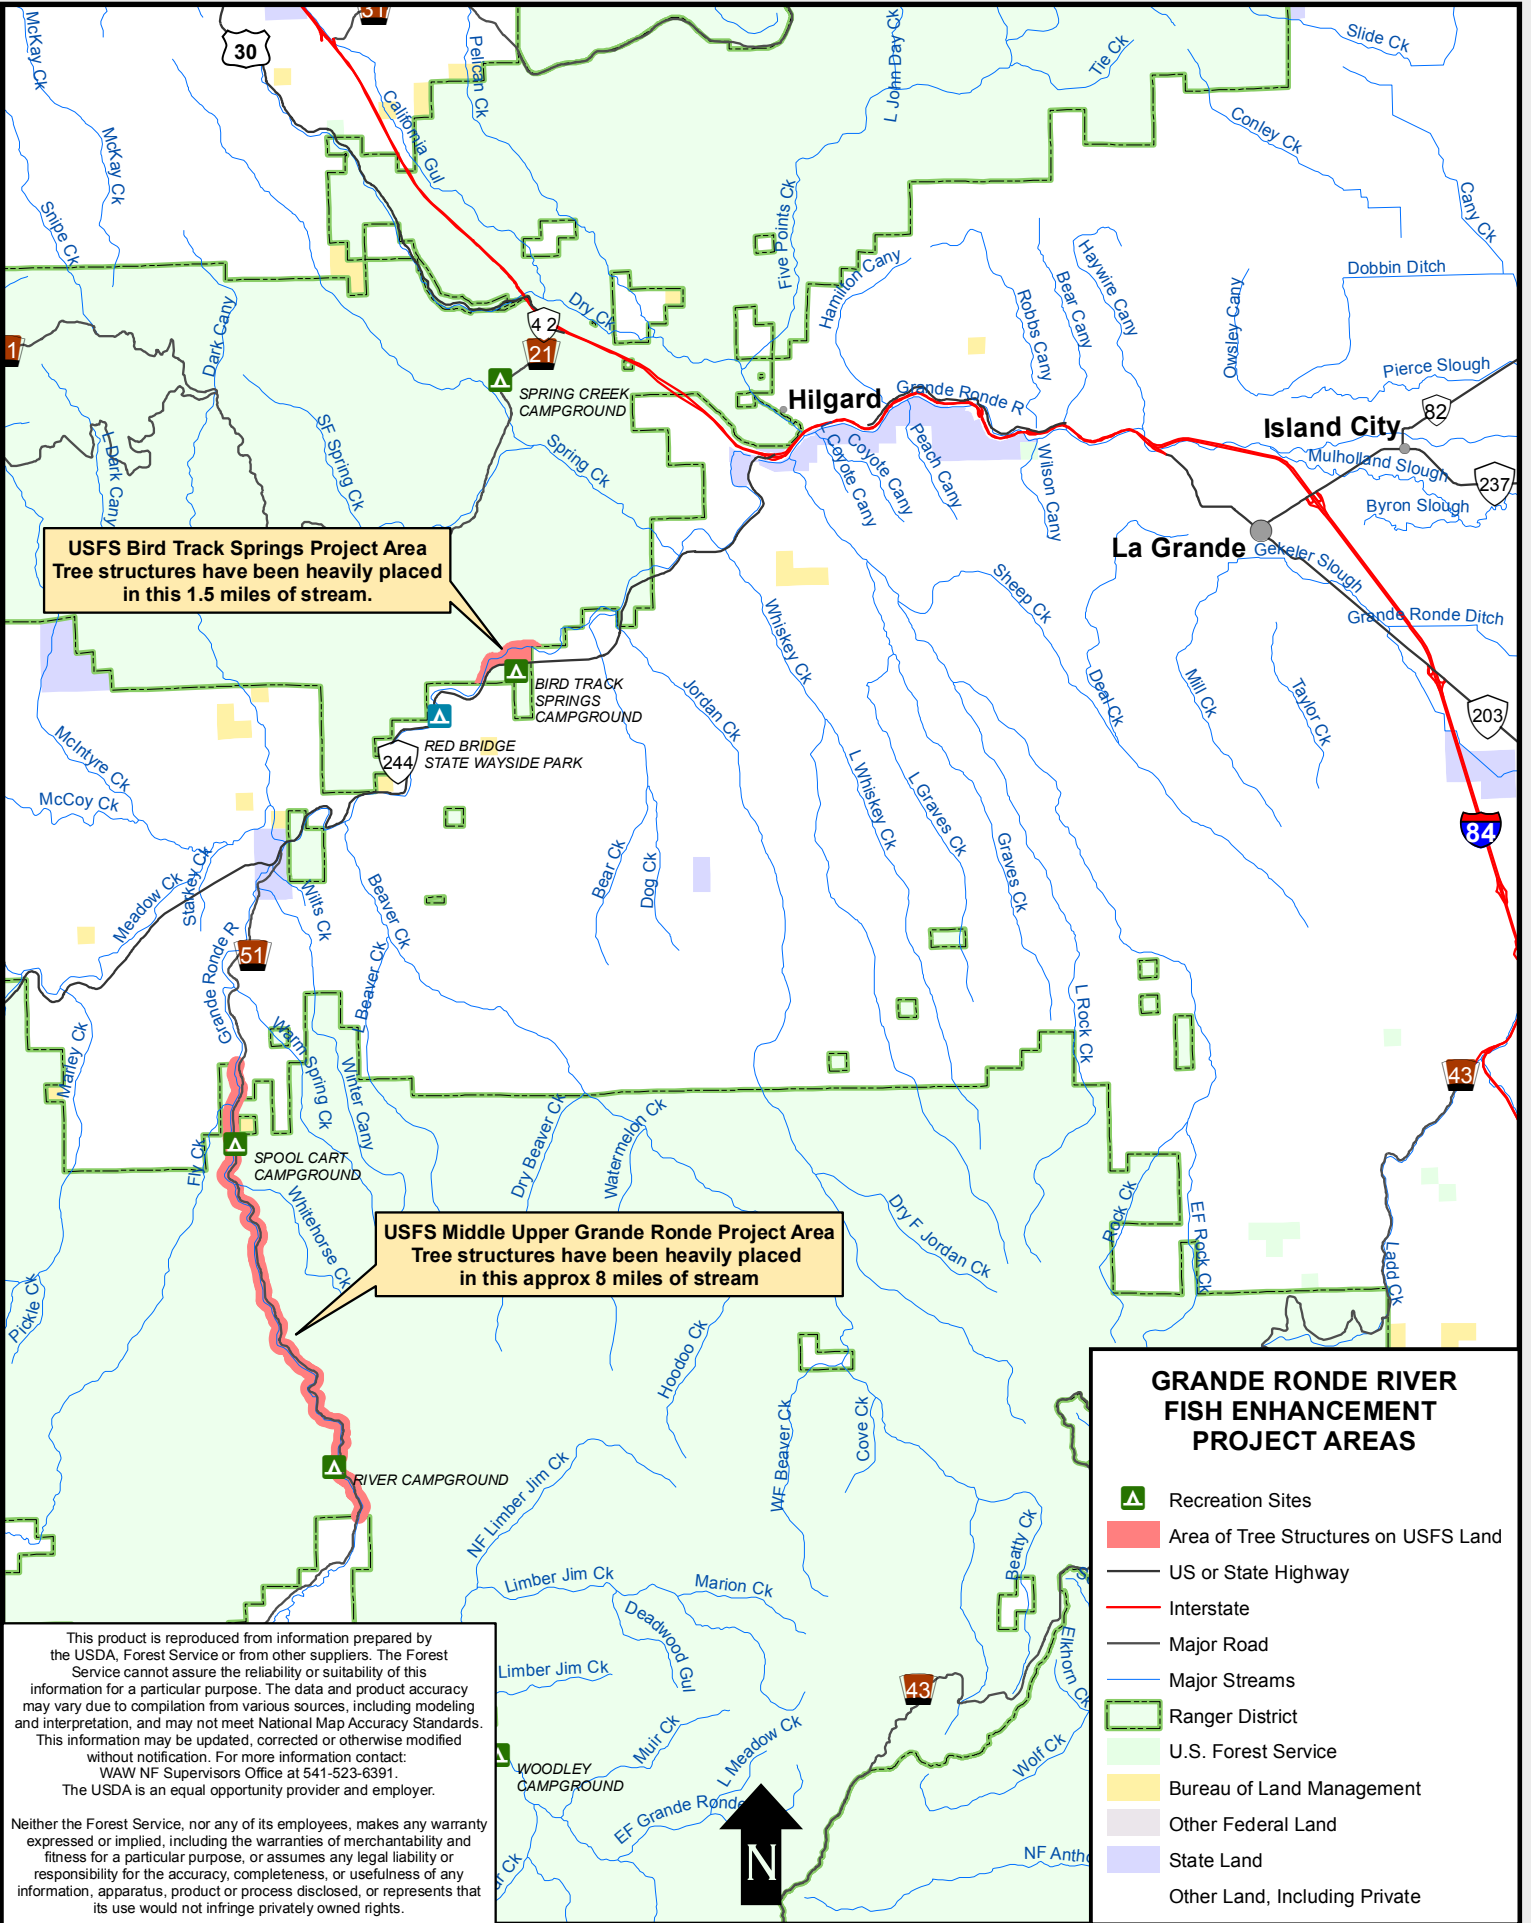 McKay Ck
30
31
Pelican Ck
L John Day Ck
Tie Ck
Slide Ck
California Gul
McKay Ck
Conley Ck
Snipe Ck
Five Points Ck
Cany Ck
Hamilton Cany
Haywire Cany
Bear Cany
Robbs Cany
Dobbin Ditch
Owsley Cany
Dark Cany
Dry Ck
4 2
21
1
SPRING CREEK
CAMPGROUND
Hilgard
Grande Ronde R
Pierce Slough
82
Island City
Mulholland Slough
237
Byron Slough
L Dark Cany
SF Spring Ck
Spring Ck
L Coyote Cany
Coyote Cany
Peach Cany
Wilson Cany
La Grande
Gekeler Slough
Grande Ronde Ditch
USFS Bird Track Springs Project Area
Tree structures have been heavily placed
in this 1.5 miles of stream.
Whiskey Ck
Sheep Ck
Deal Ck
Mill Ck
Taylor Ck
203
BIRD TRACK
SPRINGS
CAMPGROUND
Jordan Ck
RED BRIDGE
STATE WAYSIDE PARK
244
McIntyre Ck
McCoy Ck
L Whiskey Ck
L Graves Ck
Graves Ck
84
Meadow Ck
Starkey Ck
Wilts Ck
Beaver Ck
Bear Ck
Dog Ck
51
Grande Ronde R
L Beaver Ck
L Rock Ck
Marley Ck
Warm Spring Ck
Winter Cany
43
Fly Ck
SPOOL CART
CAMPGROUND
Dry Beaver Ck
Watermelon Ck
Whitehorse Ck
Dry F Jordan Ck
Rock Ck
EF Rock Ck
Ladd Ck
USFS Middle Upper Grande Ronde Project Area
Tree structures have been heavily placed
in this approx 8 miles of stream
Pickle Ck
Hoodoo Ck
WF Beaver Ck
Cove Ck
RIVER CAMPGROUND
NF Limber Jim Ck
Beatty Ck
Limber Jim Ck
Marion Ck
Deadwood Gul
Elkhorn Ck
Limber Jim Ck
43
Muir Ck
L Meadow Ck
Wolf Ck
WOODLEY
CAMPGROUND
EF Grande Ronde
NF Antho
N
GRANDE RONDE RIVER
FISH ENHANCEMENT
PROJECT AREAS
Recreation Sites
Area of Tree Structures on USFS Land
US or State Highway
Interstate
Major Road
Major Streams
Ranger District
U.S. Forest Service
Bureau of Land Management
Other Federal Land
State Land
Other Land, Including Private
This product is reproduced from information prepared by
the USDA, Forest Service or from other suppliers. The Forest
Service cannot assure the reliability or suitability of this
information for a particular purpose. The data and product accuracy
may vary due to compilation from various sources, including modeling
and interpretation, and may not meet National Map Accuracy Standards.
This information may be updated, corrected or otherwise modified
without notification. For more information contact:
WAW NF Supervisors Office at 541-523-6391.
The USDA is an equal opportunity provider and employer.
Neither the Forest Service, nor any of its employees, makes any warranty
expressed or implied, including the warranties of merchantability and
fitness for a particular purpose, or assumes any legal liability or
responsibility for the accuracy, completeness, or usefulness of any
information, apparatus, product or process disclosed, or represents that
its use would not infringe privately owned rights.